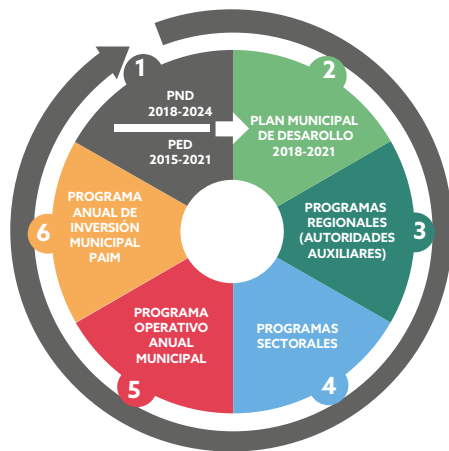 1
PND
2018-2024
PED
2015-2021
2
PLAN MUNICIPAL
DE DESAROLLO
2018-2021
3
PROGRAMAS
REGIONALES
(AUTORIDADES
AUXILIARES)
4
PROGRAMAS
SECTORALES
5
PROGRAMA
OPERATIVO
ANUAL
MUNICIPAL
6
PROGRAMA
ANUAL DE
INVERSIÓN
MUNICIPAL
PAIM